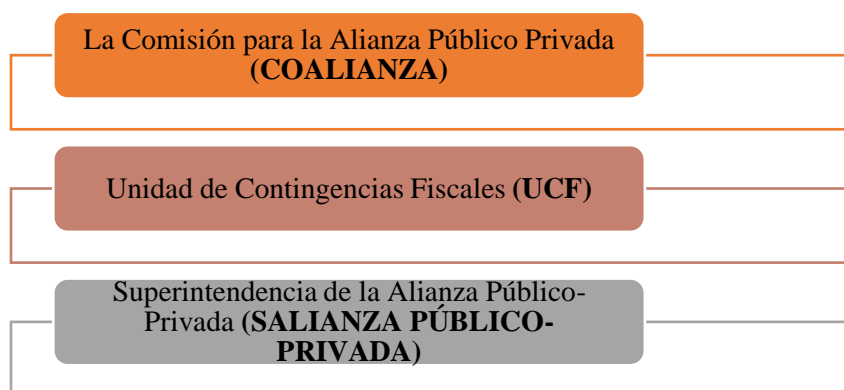 La Comisión para la Alianza Público Privada
(COALIANZA)
Unidad de Contingencias Fiscales (UCF)
Superintendencia de la Alianza Público-
Privada (SALIANZA PÚBLICO-
PRIVADA)